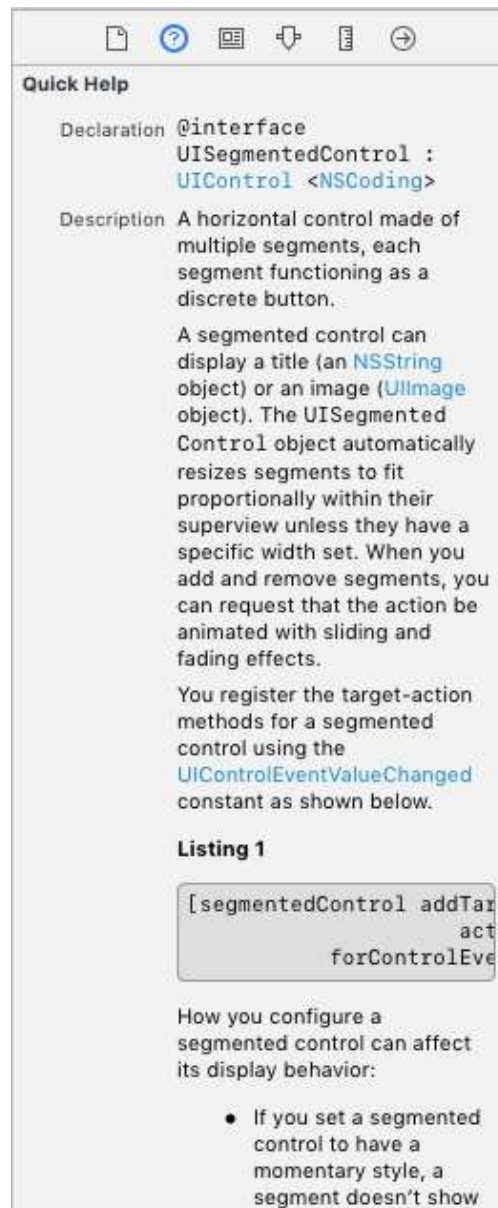 Quick Help
Declaration @interface
UISegmentedControl :
UIControl <NSCoding>
Description A horizontal control made of
multiple segments, each
segment functioning as a
discrete button.
A segmented control can
display a title (an NSString
object) or an image (UIImage
object). The UISegmented
Control object automatically
resizes segments to fit
proportionally within their
superview unless they have a
specific width set. When you
add and remove segments, you
can request that the action be
animated with sliding and
fading effects.
You register the target-action
methods for a segmented
control using the
UIControlEventValueChanged
constant as shown below.
Listing 1
[segmentedControl addTar
act
forControlEve
How you configure a
segmented control can affect
its display behavior:
● If you set a segmented
control to have a
momentary style, a
segment doesn't show